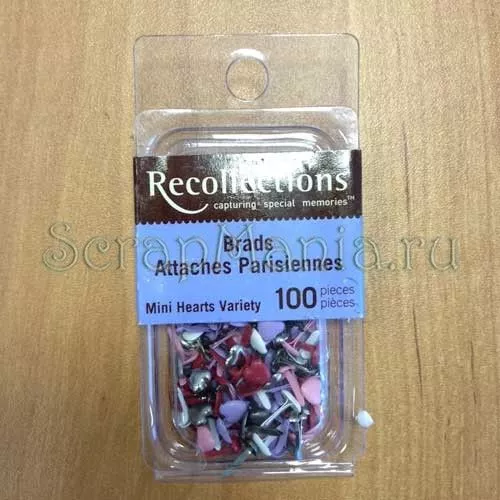 Recollections
capturing special memories™
ScrapMania.ru
Brads
Attaches Parisiennes
Mini Hearts Variety 100 pieces
pièces